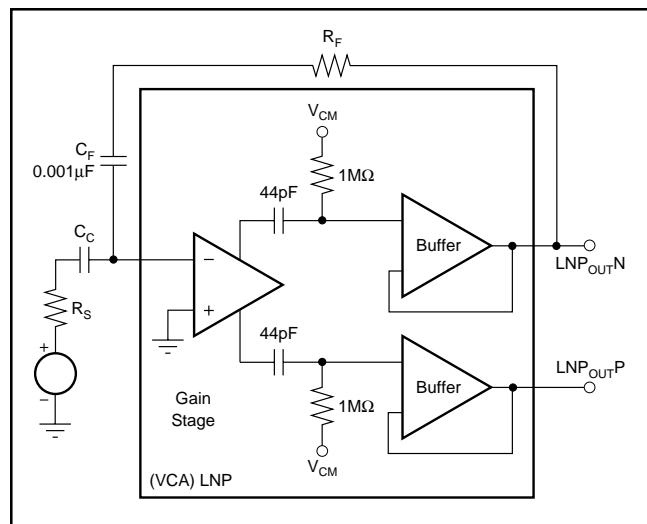 R_F
V_CM
C_F
0.001μF
1MΩ
44pF
C_C
Buffer
−
LNP_OUTN
R_S
+
+
44pF
LNP_OUTP
Buffer
−
Gain
Stage
1MΩ
V_CM
(VCA) LNP